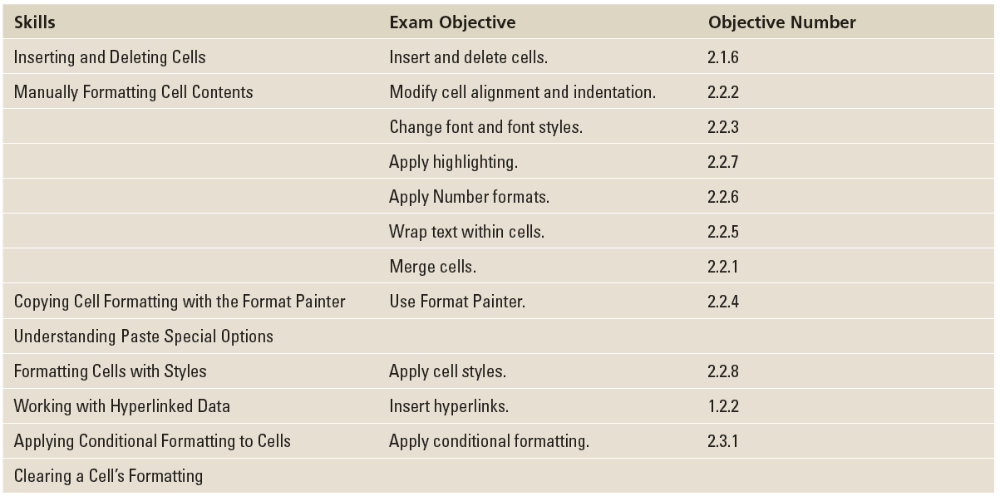 Skills Exam Objective Objective Number
Inserting and Deleting Cells Insert and delete cells. 2.1.6
Manually Formatting Cell Contents Modify cell alignment and indentation. 2.2.2
Change font and font styles. 2.2.3
Apply highlighting. 2.2.7
Apply Number formats. 2.2.6
Wrap text within cells. 2.2.5
Merge cells. 2.2.1
Copying Cell Formatting with the Format Painter Use Format Painter. 2.2.4
Understanding Paste Special Options
Formatting Cells with Styles Apply cell styles. 2.2.8
Working with Hyperlinked Data Insert hyperlinks. 1.2.2
Applying Conditional Formatting to Cells Apply conditional formatting. 2.3.1
Clearing a Cell’s Formatting